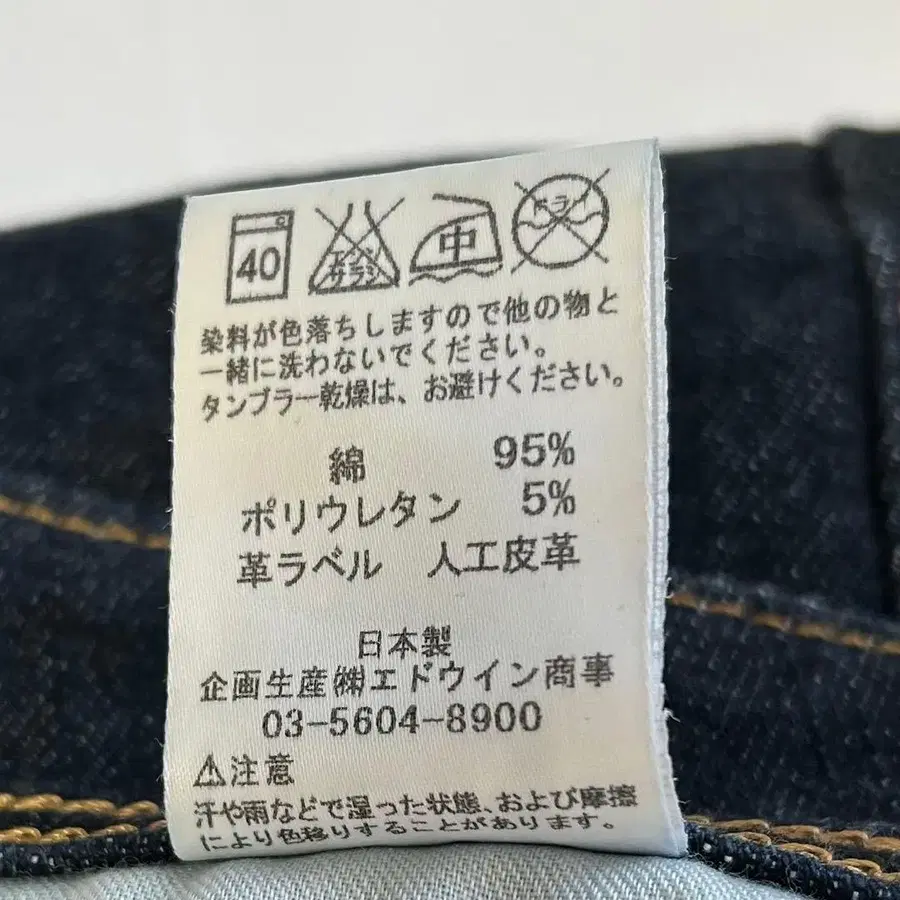 40 エンソ サラシ 中 ドライ
染料が色落ちしますので他の物と
一緒に洗わないでください。
タンブラー乾燥は、お避けください。
綿 95%
ポリウレタン 5%
革ラベル 人工皮革
日本製
企画生産㈱エドウイン商事
03-5604-8900
⚠注意
汗や雨などで湿った状態、および摩擦
により色移りすることがあります。